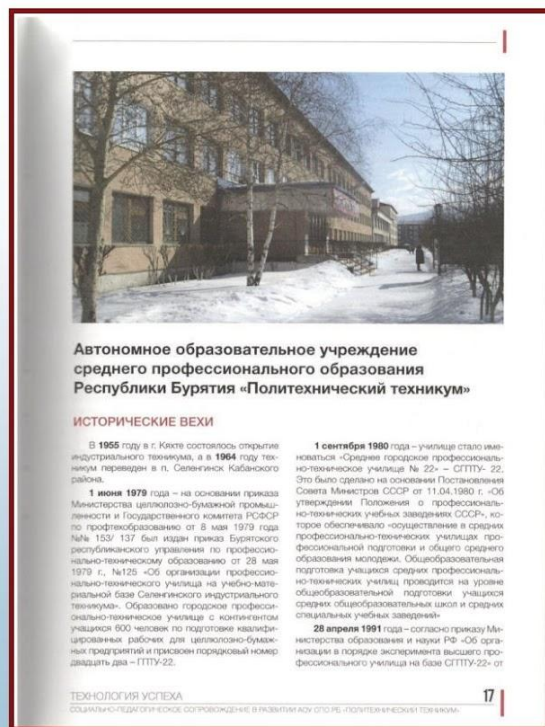 Автономное образовательное учреждение
среднего профессионального образования
Республики Бурятия «Политехнический техникум»
ИСТОРИЧЕСКИЕ ВЕХИ
В 1955 году в г. Кяхте состоялось открытие
индустриального техникума, а в 1964 году тех-
никум переведен в п. Селенгинск Кабанского
района.
1 июня 1979 года – на основании приказа
Министерства целлюлозно-бумажной промыш-
ленности и Государственного комитета РСФСР
по профтехобразованию от 8 мая 1979 года
№№ 153/ 137 был издан приказ Бурятского
республиканского управления по профессио-
нально-техническому образованию от 28 мая
1979 г., №125 «Об организации профессио-
нально-технического училища на учебно-мате-
риальной базе Селенгинского индустриального
техникума». Образовано городское професси-
онально-техническое училище с контингентом
учащихся 600 человек по подготовке квалифи-
цированных рабочих для целлюлозно-бумаж-
ных предприятий и присвоен порядковый номер
двадцать два – ГПТУ-22.
1 сентября 1980 года – училище стало име-
новаться «Среднее городское профессиональ-
но-техническое училище № 22» – СГПТУ- 22.
Это было сделано на основании Постановления
Совета Министров СССР от 11.04.1980 г. «Об
утверждении Положения о профессиональ-
но-технических учебных заведениях СССР», ко-
торое обеспечивало «осуществление в средних
профессионально-технических училищах про-
фессиональной подготовки и общего среднего
образования молодежи. Общеобразовательная
подготовка учащихся средних профессиональ-
но-технических училищ проводится на уровне
общеобразовательной подготовки учащихся
средних общеобразовательных школ и средних
специальных учебных заведений»
28 апреля 1991 года – согласно приказу Ми-
нистерства образования и науки РФ «Об ор-
ганизации в порядке эксперимента высшего про-
фессионального училища на базе СГПТУ-22» от
ТЕХНОЛОГИЯ УСПЕХА
СОЦИАЛЬНО-ПЕДАГОГИЧЕСКОЕ СОПРОВОЖДЕНИЕ В РАЗВИТИИ АОУ СПО РБ «ПОЛИТЕХНИЧЕСКИЙ ТЕХНИКУМ»
17